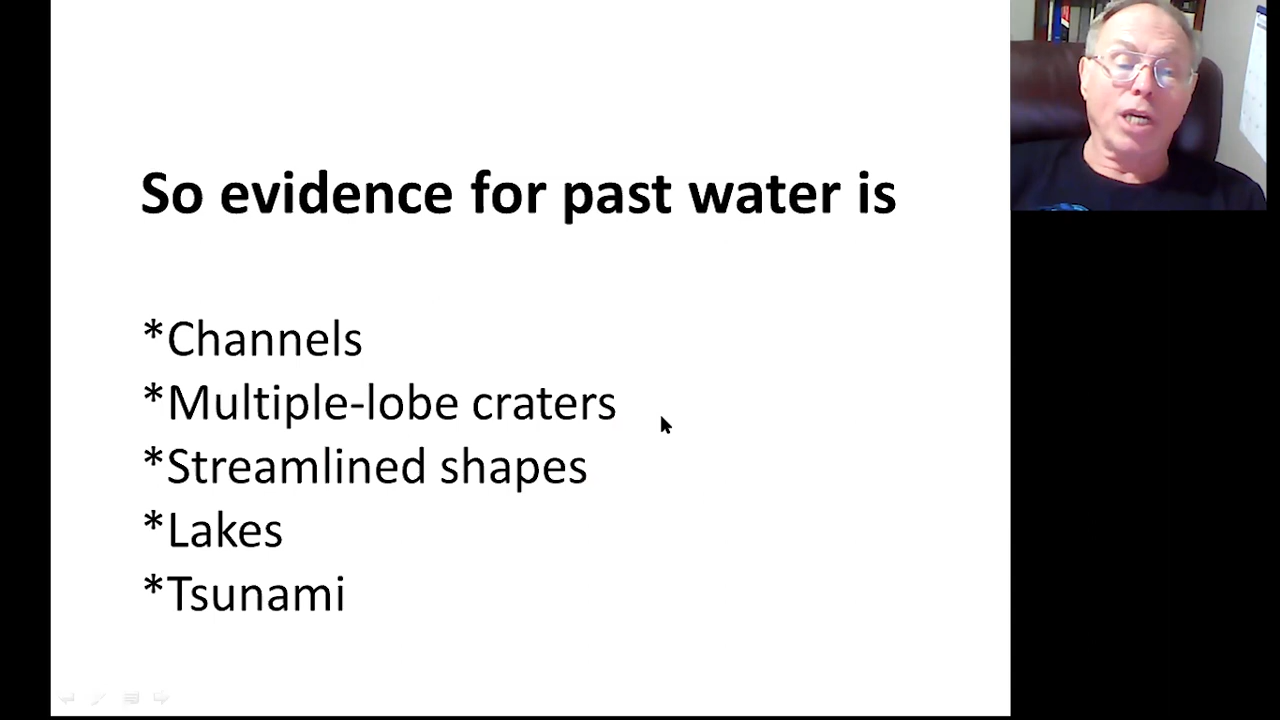 So evidence for past water is
*Channels
*Multiple-lobe craters
*Streamlined shapes
*Lakes
*Tsunami